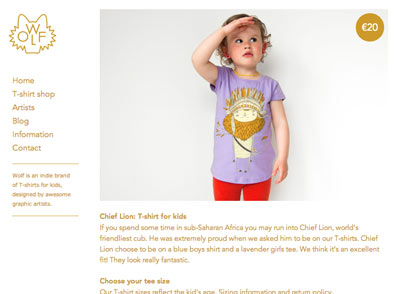 WOLF
Home
T-shirt shop
Artists
Blog
Information
Contact
Wolf is an indie brand
of T-shirts for kids,
designed by awesome
graphic artists.
€20
Chief Lion: T-shirt for kids
If you spend some time in sub-Saharan Africa you may run into Chief Lion, world's
friendliest cub. He was extremely proud when we asked him to be on our T-shirts. Chief
Lion choose to be on a blue boys shirt and a lavender girls tee. We think it's an excellent
fit! They look really fantastic.
Choose your tee size
Our T-shirt sizes reflect the kid's age. Sizing information and return policy.